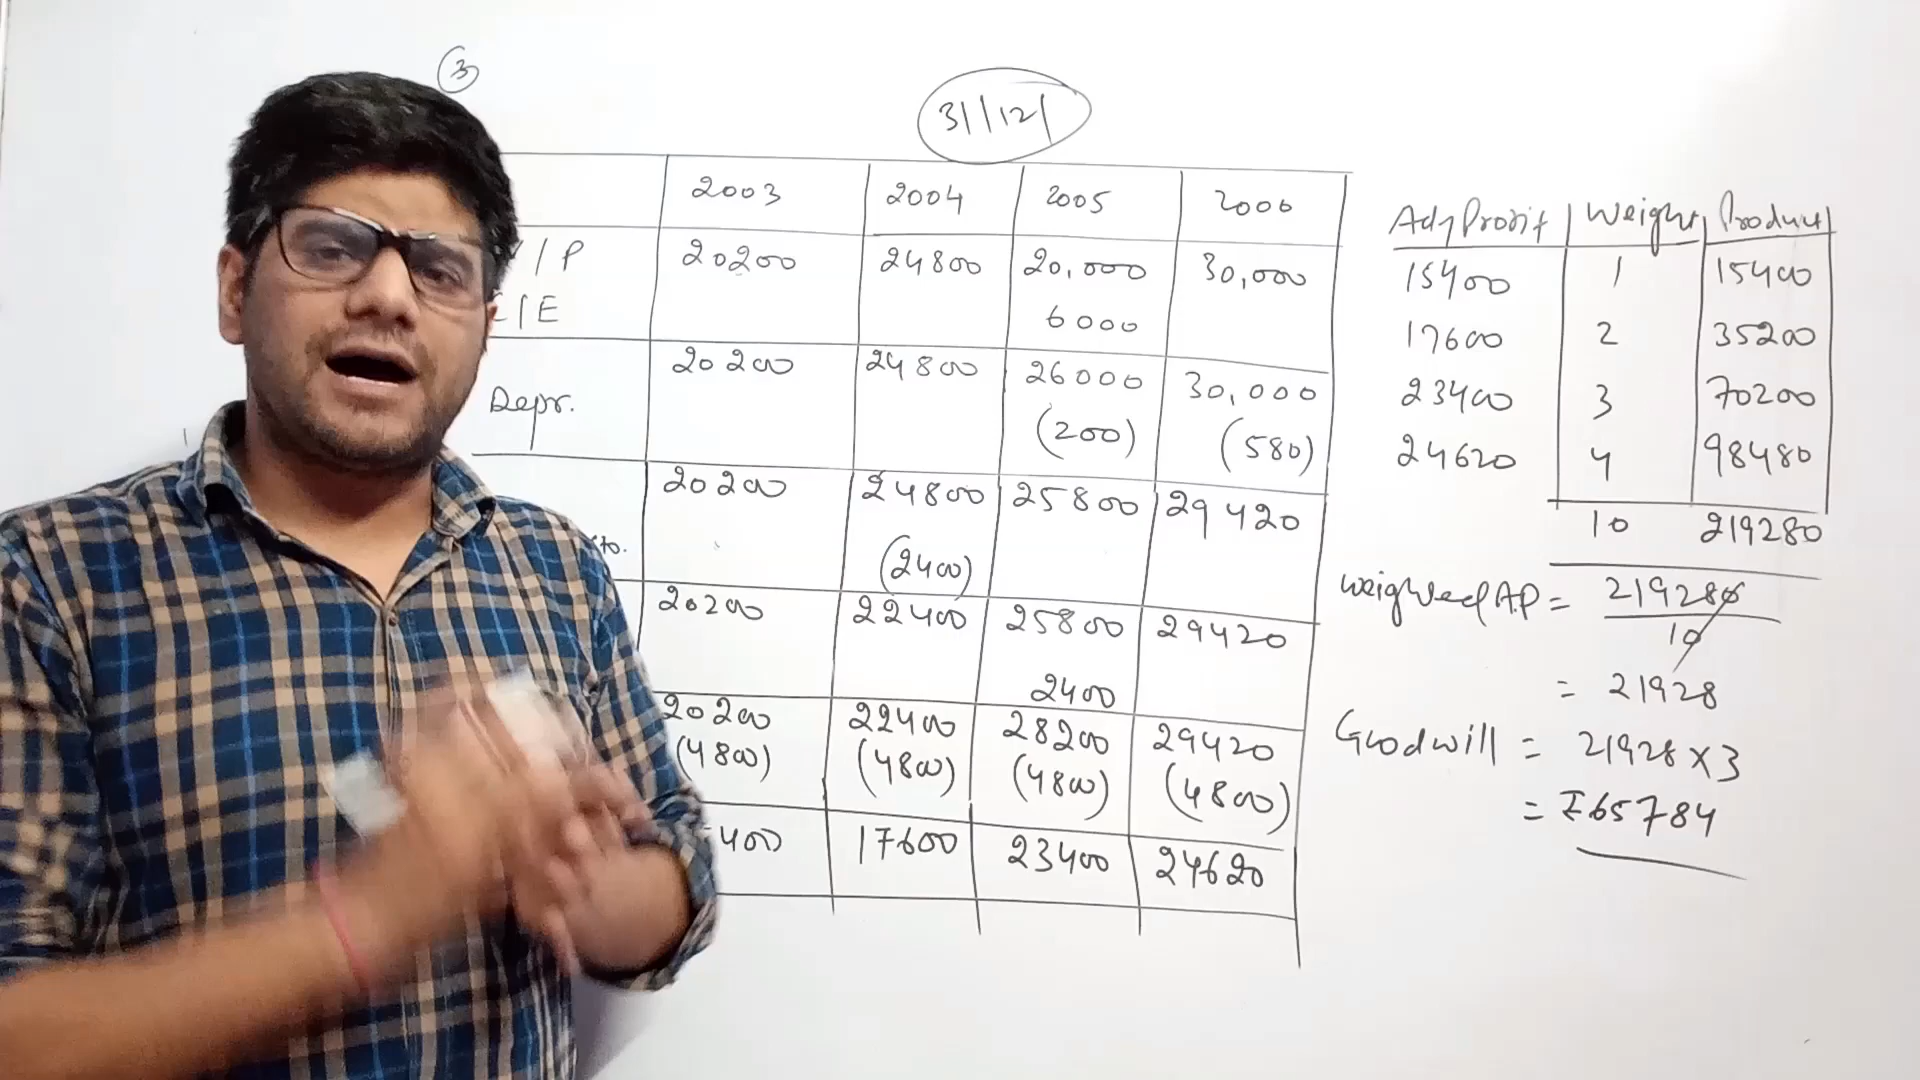 3
31/12/
2003 2004 2005 2006
/ P 20200 24800 20,000 30,000
/ E 6000
20200 24800 26000 30,000
Depr. (200) (580)
20200 24800 25800 29420
to. (2400)
20200 22400 25800 29420
2400
20200 22400 28200 29420
(4800) (4800) (4800) (4800)
400 17600 23400 24620
Adj Profit Weight Product
15400 1 15400
17600 2 35200
23400 3 70200
24620 4 98480
10 219280
Weighted A.P = 219280
10
= 21928
Goodwill = 21928 × 3
= ₹65784